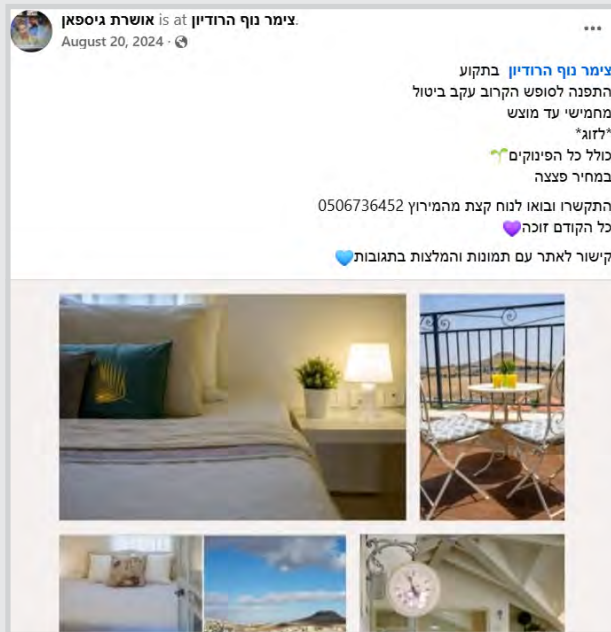 אושרת גיספאן is at צימר נוף הרודיון.
August 20, 2024 ·
צימר נוף הרודיון בתקוע
התפנה לסופש הקרוב עקב ביטול
מחמישי עד מוצש
*לזוג*
כולל כל הפינוקים🌱
במחיר פצצה
התקשרו ובואו לנוח קצת מהמירוץ 0506736452
כל הקודם זוכה💜
קישור לאתר עם תמונות והמלצות בתגובות🩵